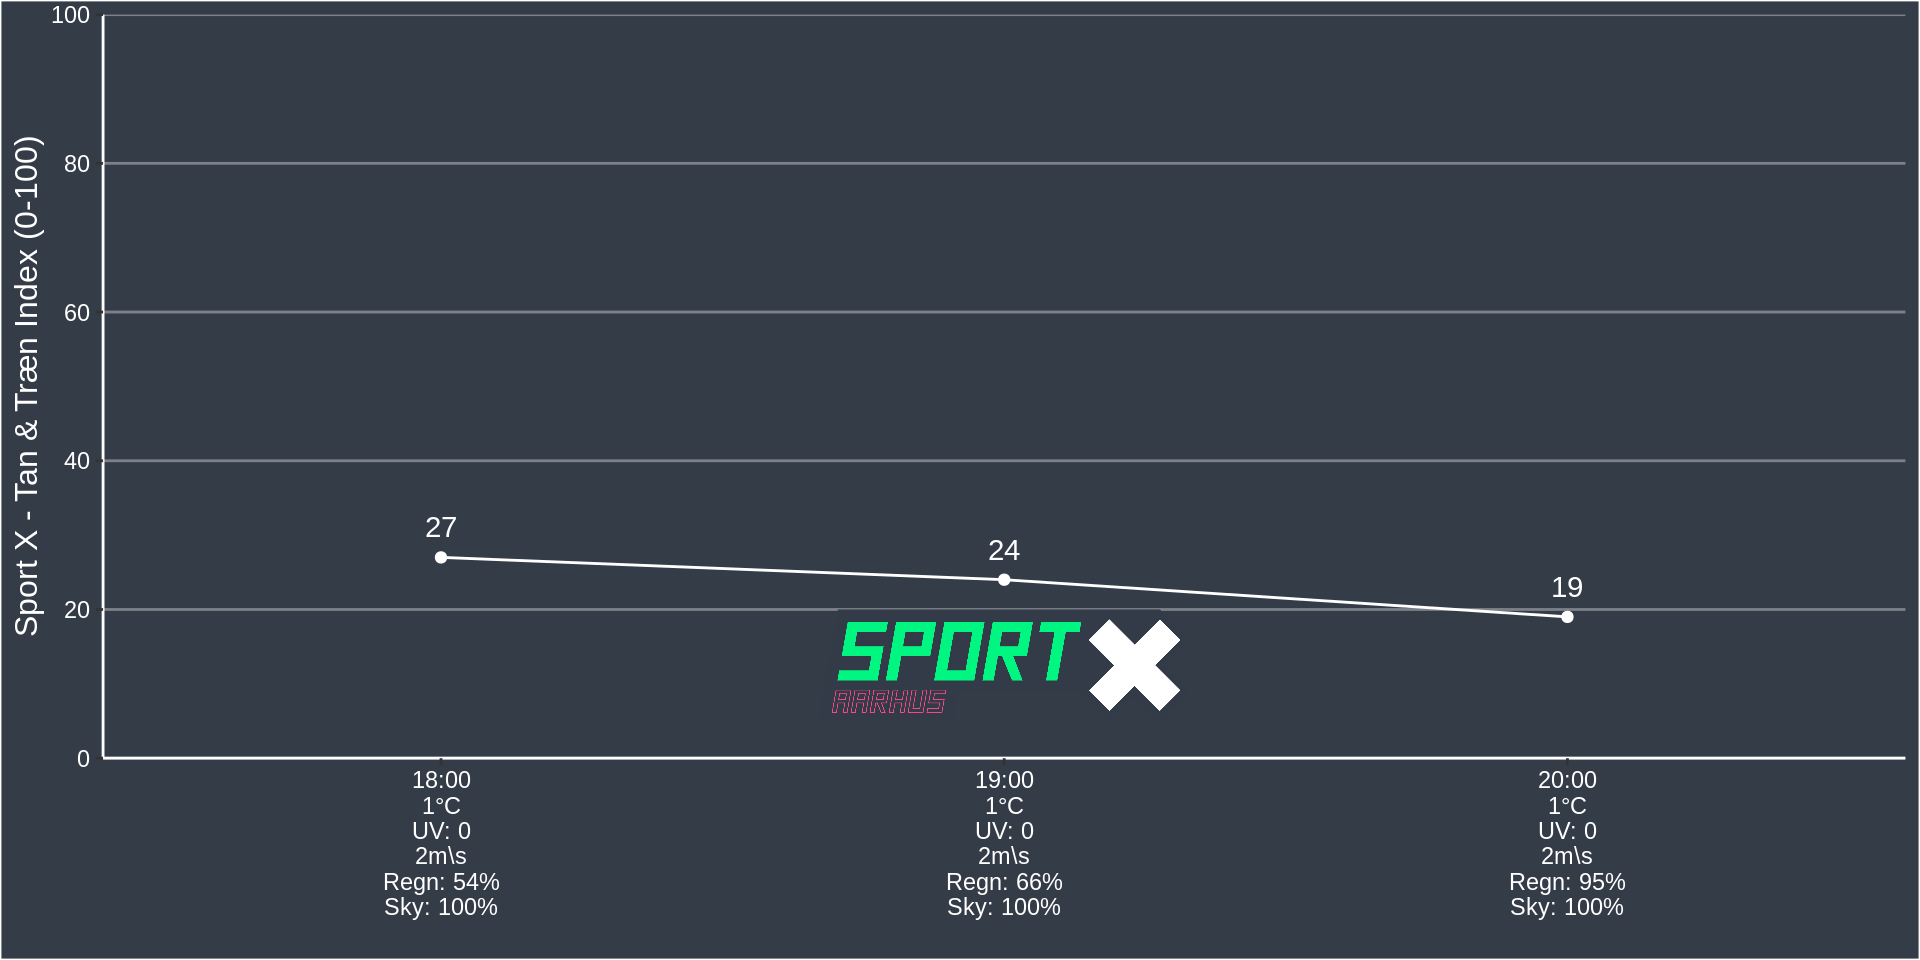 Sport X - Tan & Træn Index (0-100)
100
80
60
40
20
0
27
24
19
SPORT X
AARHUS
18:00
1°C
UV: 0
2m\s
Regn: 54%
Sky: 100%
19:00
1°C
UV: 0
2m\s
Regn: 66%
Sky: 100%
20:00
1°C
UV: 0
2m\s
Regn: 95%
Sky: 100%